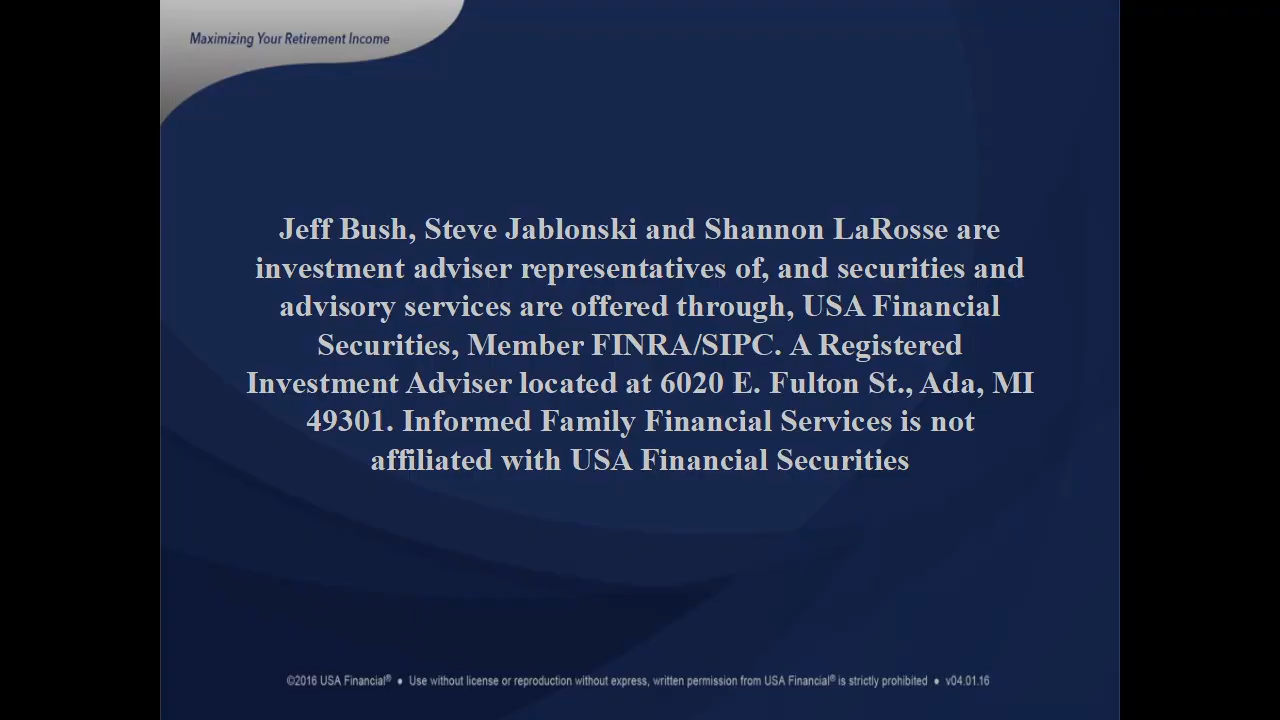 Maximizing Your Retirement Income
Jeff Bush, Steve Jablonski and Shannon LaRosse are
investment adviser representatives of, and securities and
advisory services are offered through, USA Financial
Securities, Member FINRA/SIPC. A Registered
Investment Adviser located at 6020 E. Fulton St., Ada, MI
49301. Informed Family Financial Services is not
affiliated with USA Financial Securities
©2016 USA Financial® ● Use without license or reproduction without express, written permission from USA Financial® is strictly prohibited ● v04.01.16